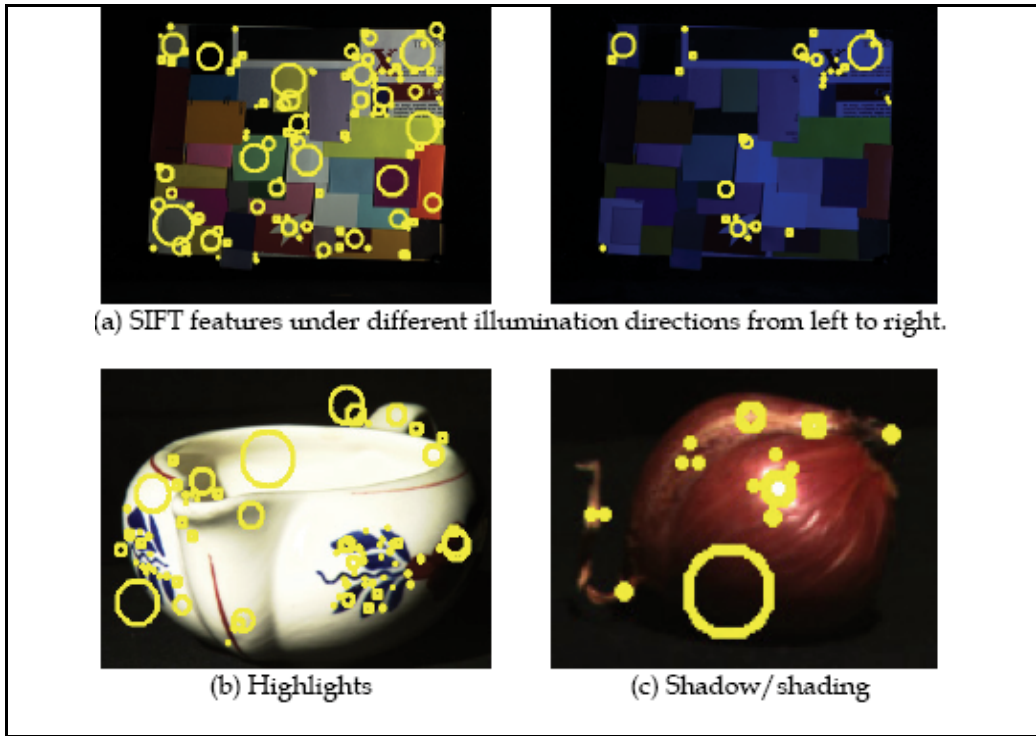 (a) SIFT features under different illumination directions from left to right.
(b) Highlights
(c) Shadow/shading